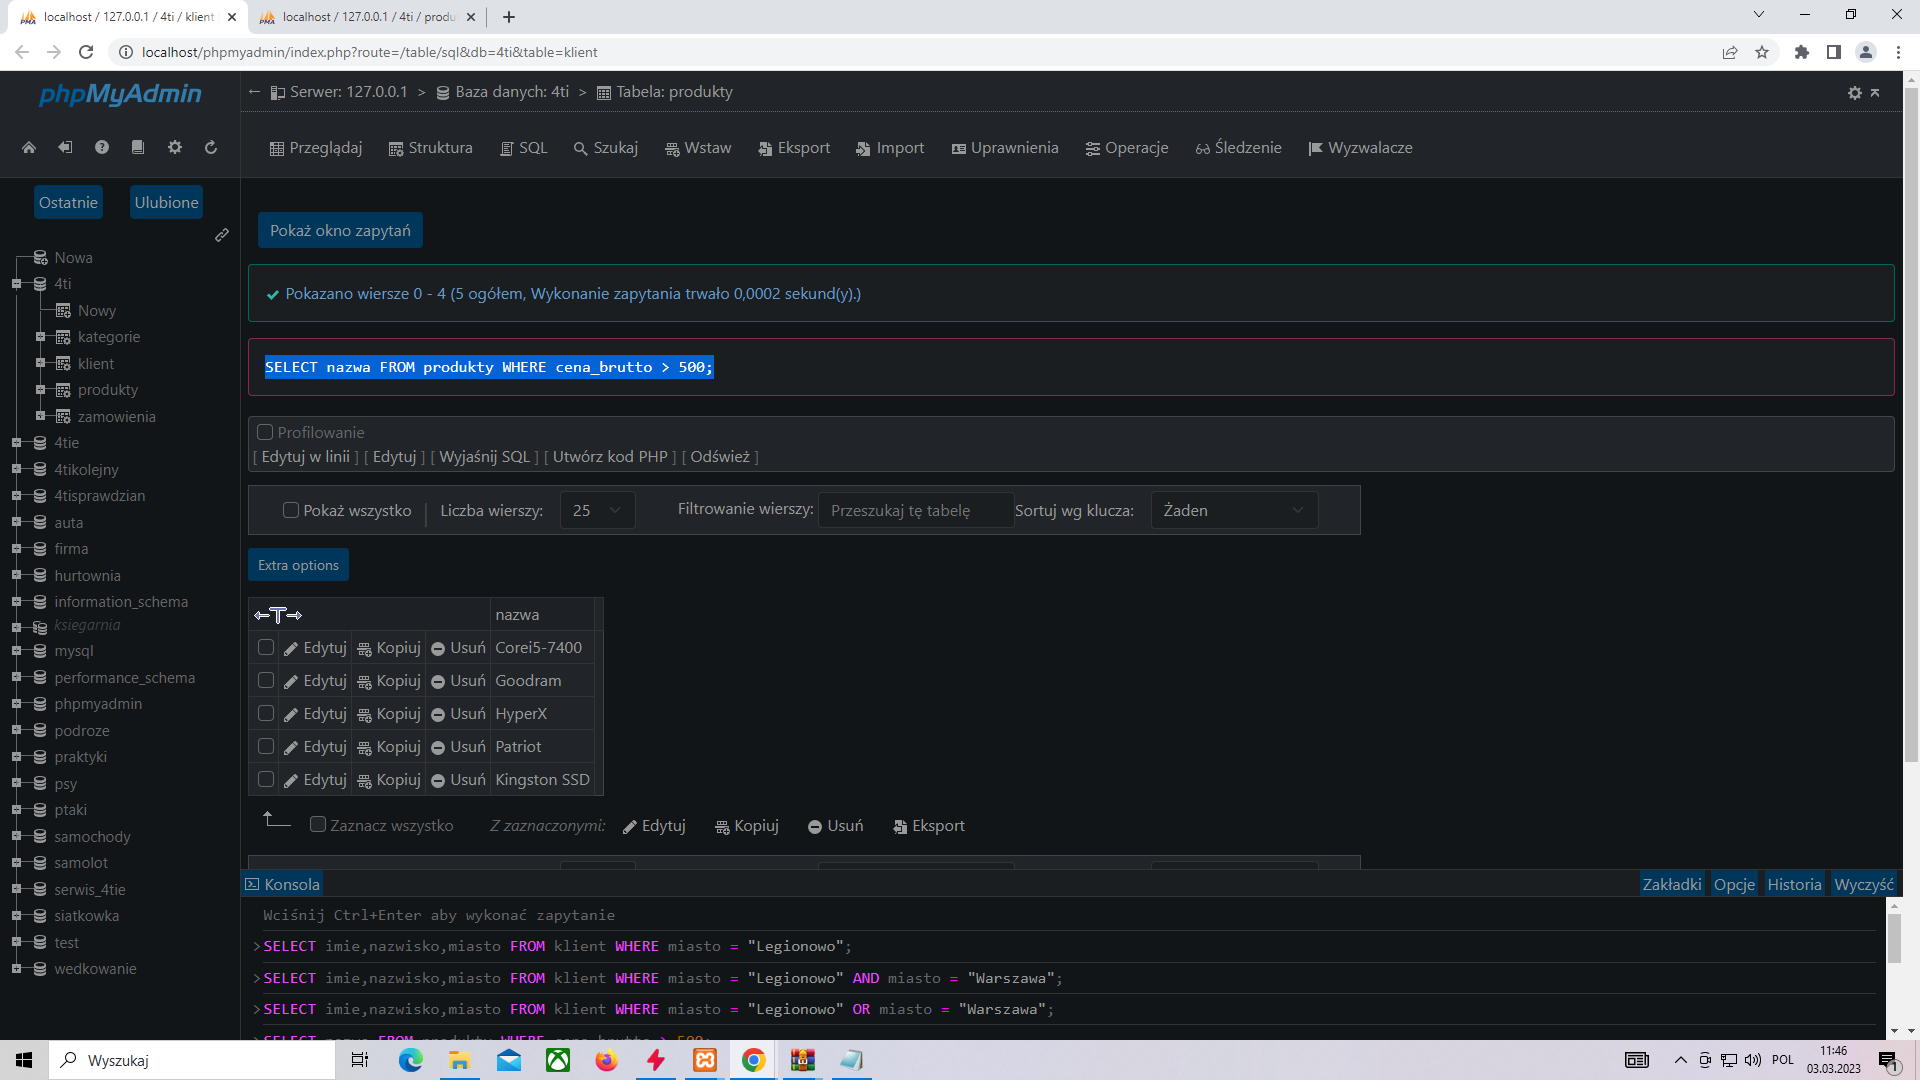 localhost / 127.0.0.1 / 4ti / klient
localhost / 127.0.0.1 / 4ti / produ
localhost/phpmyadmin/index.php?route=/table/sql&db=4ti&table=klient
phpMyAdmin
Ostatnie
Ulubione
Nowa
4ti
Nowy
kategorie
klient
produkty
zamowienia
4tie
4tikolejny
4tisprawdzian
auta
firma
hurtownia
information_schema
ksiegarnia
mysql
performance_schema
phpmyadmin
podroze
praktyki
psy
ptaki
samochody
samolot
serwis_4tie
siatkowka
test
wedkowanie
← Serwer: 127.0.0.1 > Baza danych: 4ti > Tabela: produkty
Przeglądaj Struktura SQL Szukaj Wstaw Eksport Import Uprawnienia Operacje Śledzenie Wyzwalacze
Pokaż okno zapytań
Pokazano wiersze 0 - 4 (5 ogółem, Wykonanie zapytania trwało 0,0002 sekund(y).)
SELECT nazwa FROM produkty WHERE cena_brutto > 500;
Profilowanie
[ Edytuj w linii ] [ Edytuj ] [ Wyjaśnij SQL ] [ Utwórz kod PHP ] [ Odśwież ]
Pokaż wszystko | Liczba wierszy: 25 Filtrowanie wierszy: Przeszukaj tę tabelę Sortuj wg klucza: Żaden
Extra options
←T→ nazwa
Edytuj Kopiuj Usuń Corei5-7400
Edytuj Kopiuj Usuń Goodram
Edytuj Kopiuj Usuń HyperX
Edytuj Kopiuj Usuń Patriot
Edytuj Kopiuj Usuń Kingston SSD
Zaznacz wszystko Z zaznaczonymi: Edytuj Kopiuj Usuń Eksport
Konsola Zakładki Opcje Historia Wyczyść
Wciśnij Ctrl+Enter aby wykonać zapytanie
>SELECT imie,nazwisko,miasto FROM klient WHERE miasto = "Legionowo";
>SELECT imie,nazwisko,miasto FROM klient WHERE miasto = "Legionowo" AND miasto = "Warszawa";
>SELECT imie,nazwisko,miasto FROM klient WHERE miasto = "Legionowo" OR miasto = "Warszawa";
SELECT nazwa FROM produkty WHERE cena_brutto > 500;
Wyszukaj
POL
11:46
03.03.2023
1